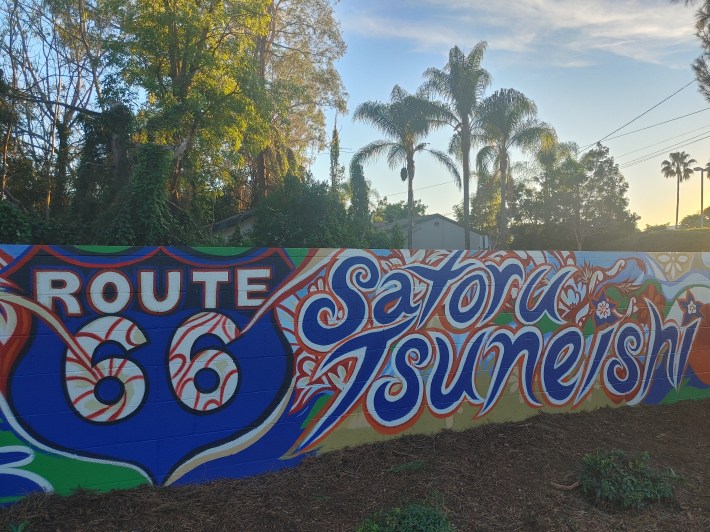 ROUTE
66
Satoru
Tsuneishi